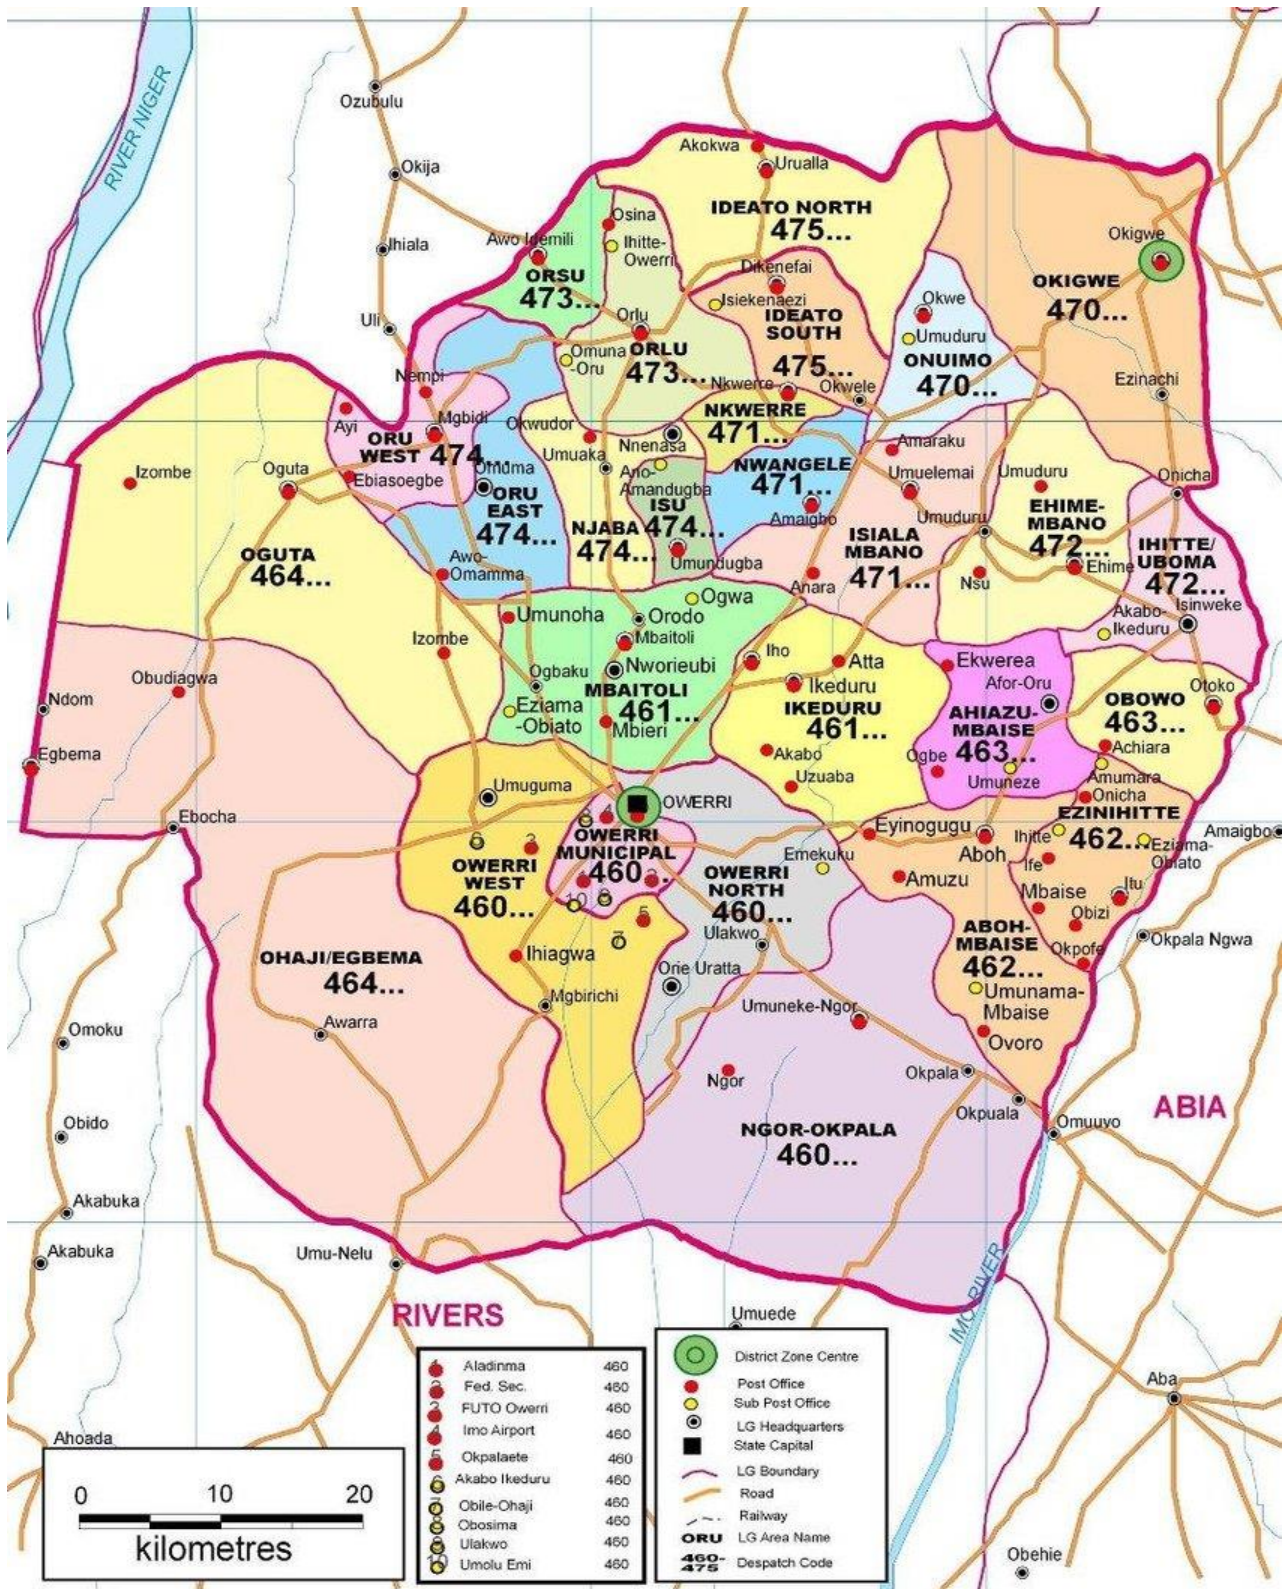 RIVER NIGER
Ozubulu
Okija
Ihiala
Uli
Akokwa
Urualla
IDEATO NORTH
475...
Osina
Ihitte-
Owerri
Awo Idemili
ORSU
473...
Okigwe
OKIGWE
470...
Dikenefai
Isiekenaezi
IDEATO
SOUTH
475...
Okwe
Umuduru
ONUIMO
470...
Orlu
ORLU
473...
Omuna
-Oru
Nkwerre
Okwele
Ezinachi
Nempi
Mgbidi
Ayi
ORU
WEST
474...
Okwudor
Umuaka
Nnenasa
NKWERRE
471...
Amaraku
NWANGELE
471...
Amaigbo
Umuelemai
Umuduru
Onicha
Izombe
Oguta
Ebiasoegbe
Omuma
ORU
EAST
474...
Ano-
Amandugba
ISU
474...
Umundugba
NJABA
474...
Umuduru
ISIALA
MBANO
471...
EHIME-
MBANO
472...
Ehime
Nsu
IHITTE/
UBOMA
472...
Isinweke
Akabo-
Ikeduru
OGUTA
464...
Awo-
Omamma
Anara
Ogwa
Umunoha
Orodo
Mbaitoli
Izombe
Ogbaku
Nworieubi
MBAITOLI
461...
Eziama
-Obiato
Mbieri
Iho
Atta
Ikeduru
IKEDURU
461...
Akabo
Uzuaba
Ekwerea
Afor-Oru
AHIAZU-
MBAISE
463...
Ogbe
Umuneze
OBOWO
463...
Otoko
Achiara
Amumara
Onicha
Obudiagwa
Ndom
Egbema
Ebocha
Umuguma
OWERRI
OWERRI
MUNICIPAL
460...
OWERRI
WEST
460...
OWERRI
NORTH
460...
Emekuku
Eyinogugu
Aboh
Amuzu
EZINIHITTE
462...
Ihitte
Ife
Eziama-
Obiato
Amaigbo
Mbaise
Itu
Obizi
Okpofe
Okpala Ngwa
ABOH-
MBAISE
462...
Umunama-
Mbaise
Ovoro
OHAJI/EGBEMA
464...
Ihiagwa
Mgbirichi
Awarra
Ulakwo
Orie Uratta
Umuneke-Ngor
Ngor
Okpala
Okpuala
NGOR-OKPALA
460...
Omuuvo
ABIA
Omoku
Obido
Akabuka
Akabuka
Umu-Nelu
RIVERS
IMO RIVER
Umuede
Aba
Obehie
Ahoada
0 10 20
kilometres
1 Aladinma 460
2 Fed. Sec. 460
3 FUTO Owerri 460
4 Imo Airport 460
5 Okpalaete 460
6 Akabo Ikeduru 460
7 Obile-Ohaji 460
8 Obosima 460
9 Ulakwo 460
10 Umolu Emi 460
District Zone Centre
Post Office
Sub Post Office
LG Headquarters
State Capital
LG Boundary
Road
Railway
ORU LG Area Name
460-
475 Despatch Code